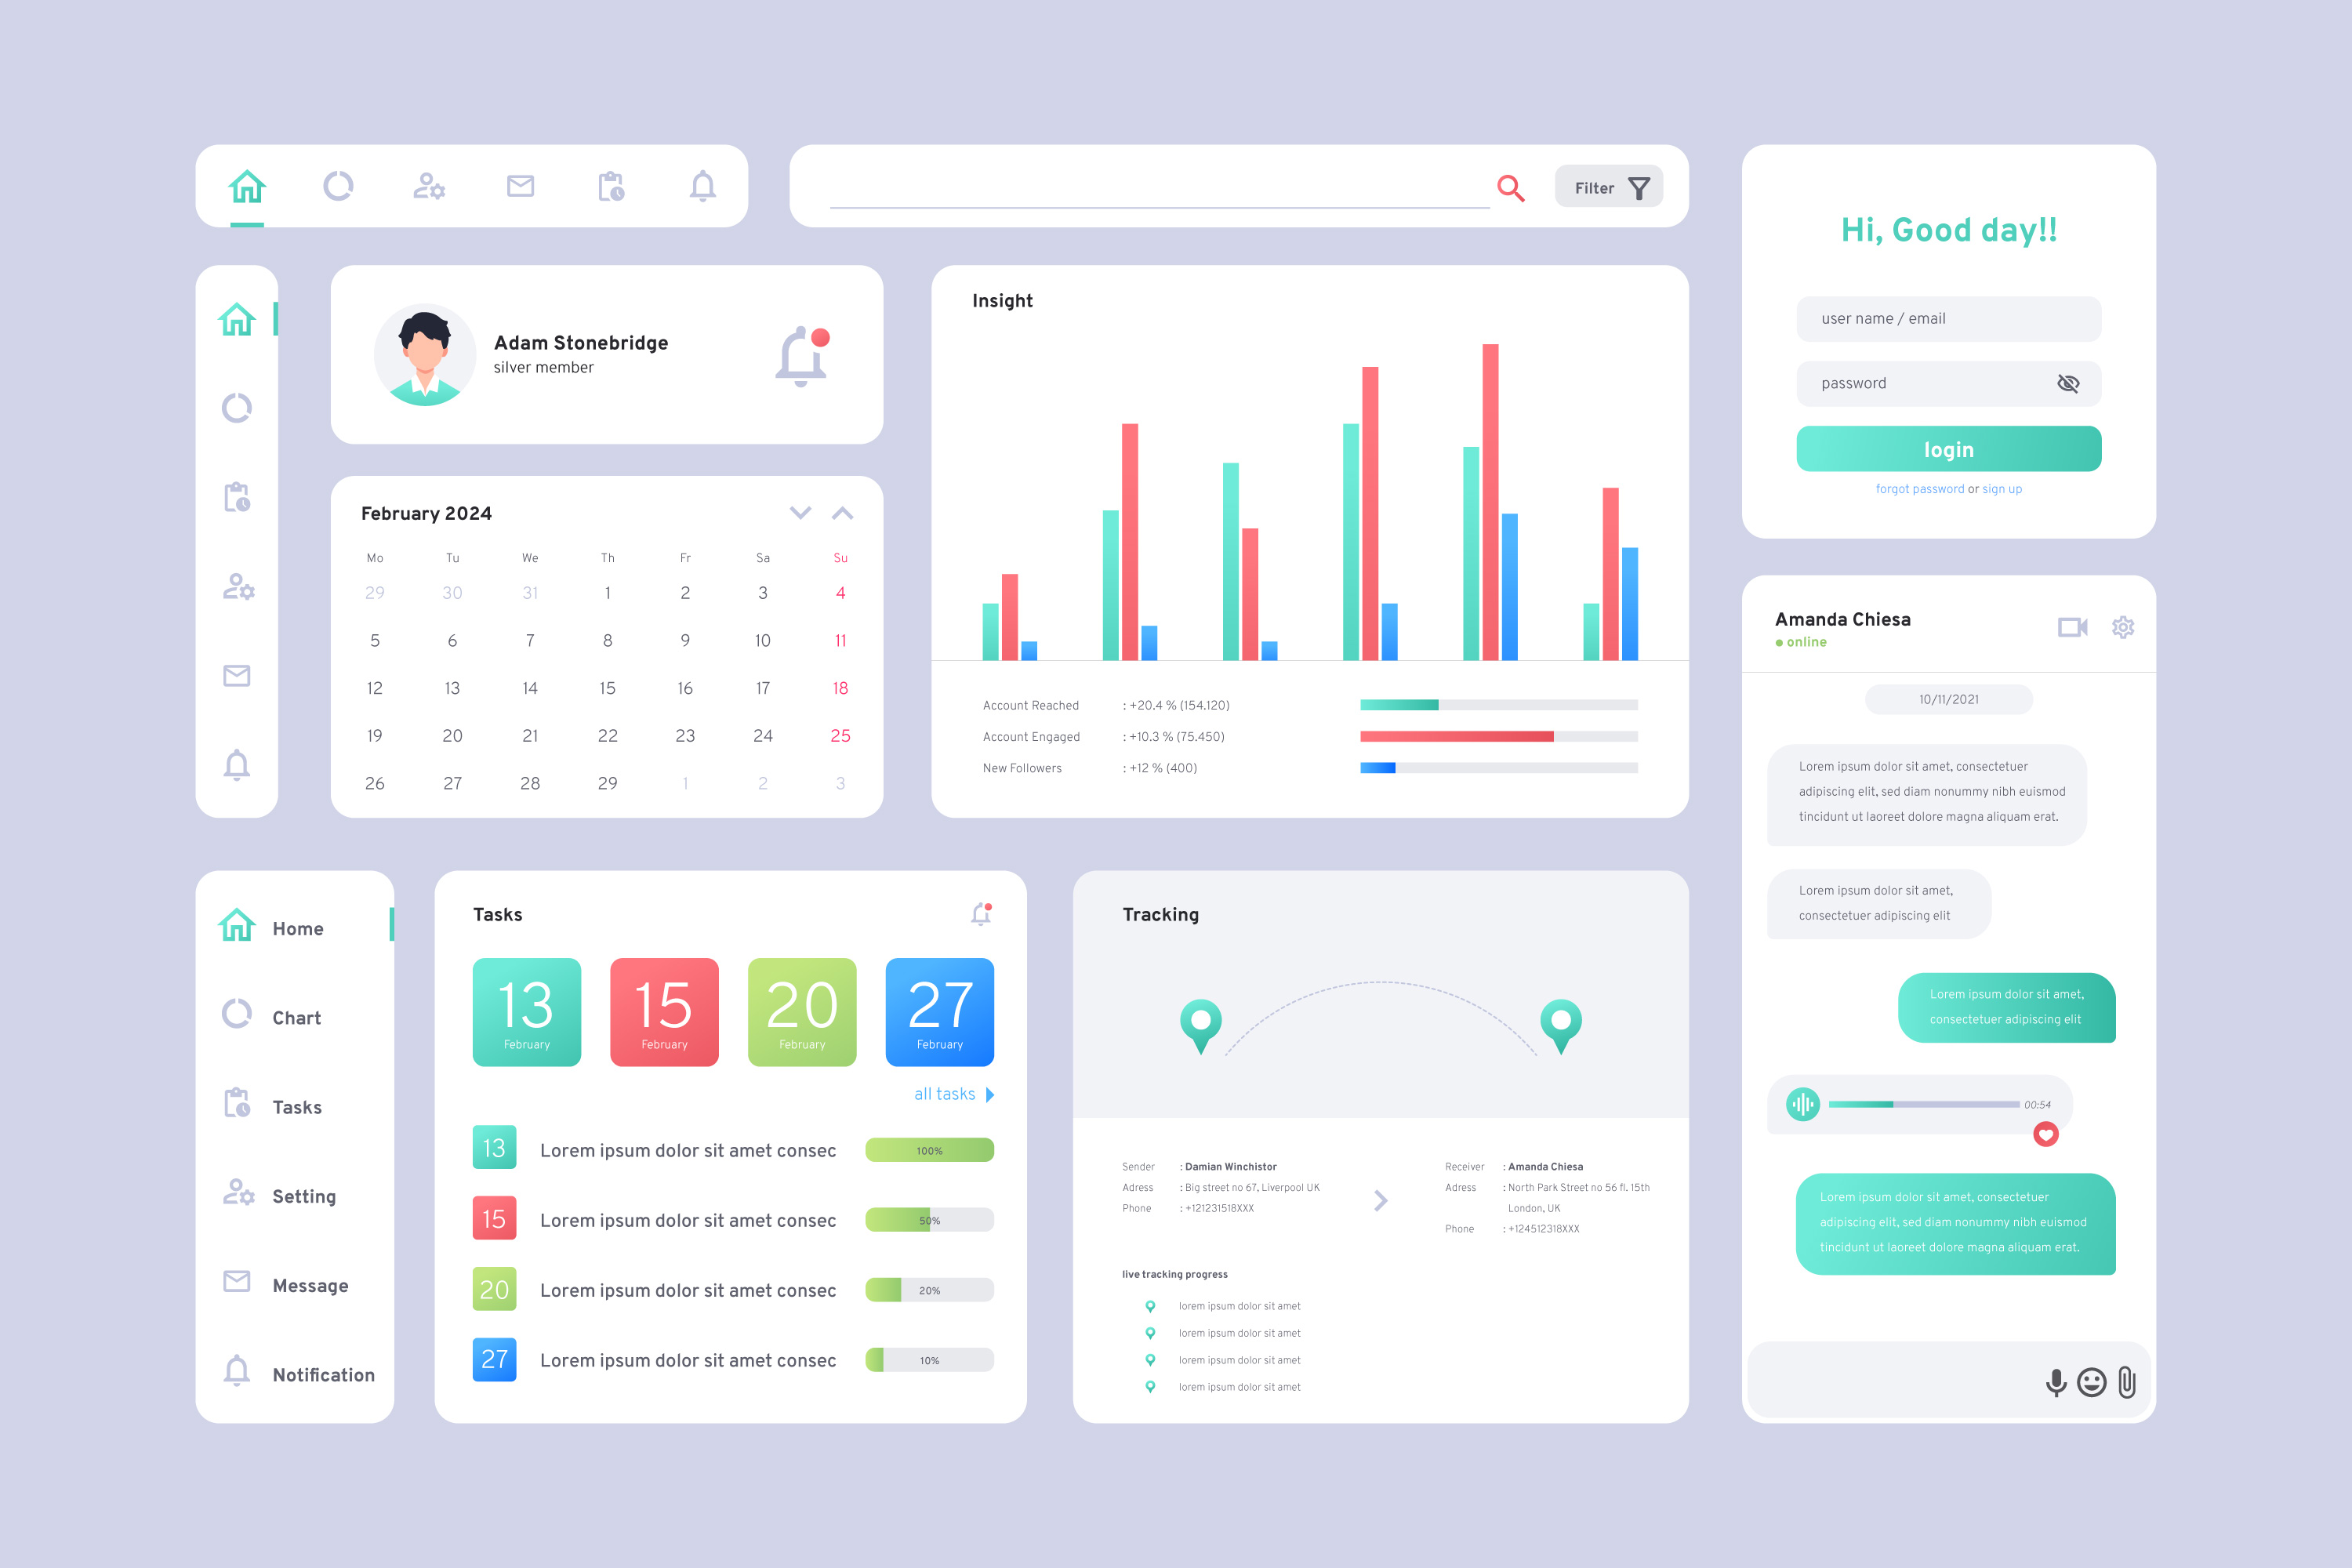 Filter
Hi, Good day!!
user name / email
password
login
forgot password or sign up
Adam Stonebridge
silver member
February 2024
Mo Tu We Th Fr Sa Su
29 30 31 1 2 3 4
5 6 7 8 9 10 11
12 13 14 15 16 17 18
19 20 21 22 23 24 25
26 27 28 29 1 2 3
Insight
Account Reached : +20.4 % (154.120)
Account Engaged : +10.3 % (75.450)
New Followers : +12 % (400)
Amanda Chiesa
online
10/11/2021
Lorem ipsum dolor sit amet, consectetuer
adipiscing elit, sed diam nonummy nibh euismod
tincidunt ut laoreet dolore magna aliquam erat.
Lorem ipsum dolor sit amet,
consectetuer adipiscing elit
Lorem ipsum dolor sit amet,
consectetuer adipiscing elit
00:54
Lorem ipsum dolor sit amet, consectetuer
adipiscing elit, sed diam nonummy nibh euismod
tincidunt ut laoreet dolore magna aliquam erat.
Home
Chart
Tasks
Setting
Message
Notification
Tasks
13 15 20 27
February February February February
all tasks
13 Lorem ipsum dolor sit amet consec 100%
15 Lorem ipsum dolor sit amet consec 50%
20 Lorem ipsum dolor sit amet consec 20%
27 Lorem ipsum dolor sit amet consec 10%
Tracking
Sender : Damian Winchistor
Adress : Big street no 67, Liverpool UK
Phone : +121231518XXX
Receiver : Amanda Chiesa
Adress : North Park Street no 56 fl. 15th
London, UK
Phone : +124512318XXX
live tracking progress
lorem ipsum dolor sit amet
lorem ipsum dolor sit amet
lorem ipsum dolor sit amet
lorem ipsum dolor sit amet